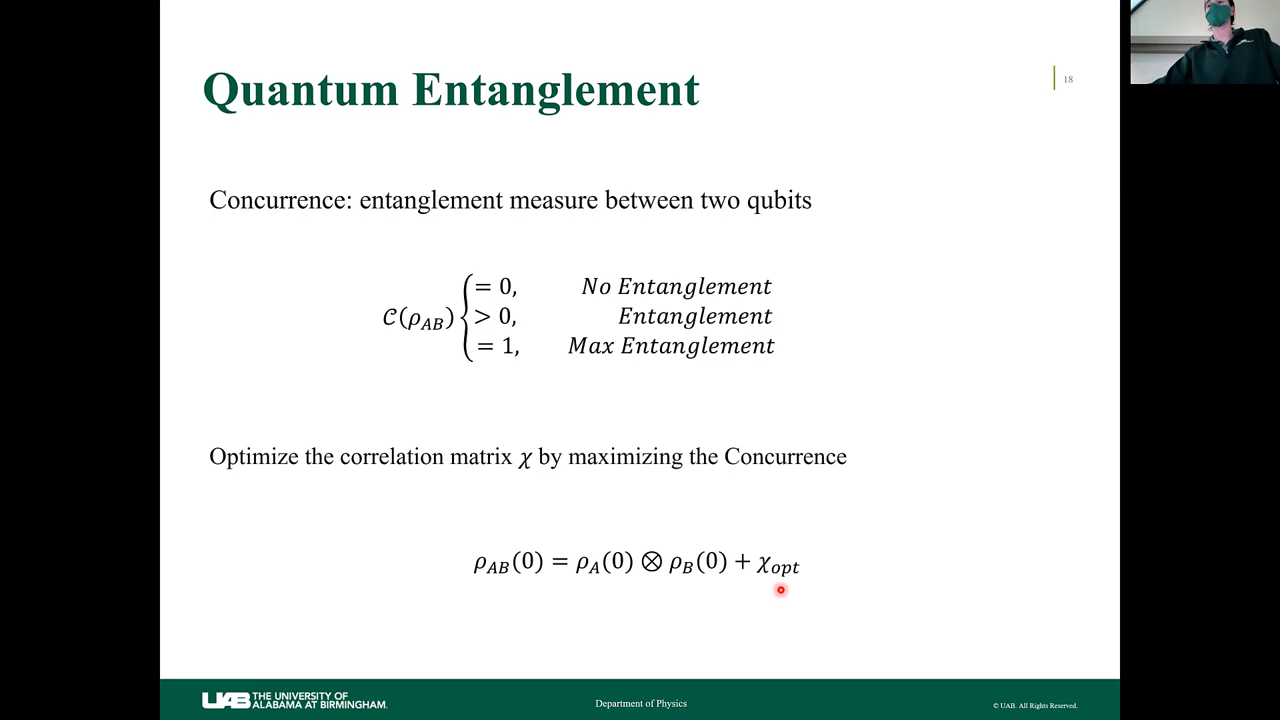 Quantum Entanglement
18
Concurrence: entanglement measure between two qubits
𝒞(ρ_AB) { = 0, No Entanglement
> 0, Entanglement
= 1, Max Entanglement
Optimize the correlation matrix χ by maximizing the Concurrence
ρ_AB(0) = ρ_A(0) ⊗ ρ_B(0) + χ_opt
UAB THE UNIVERSITY OF
ALABAMA AT BIRMINGHAM.
Department of Physics
© UAB. All Rights Reserved.